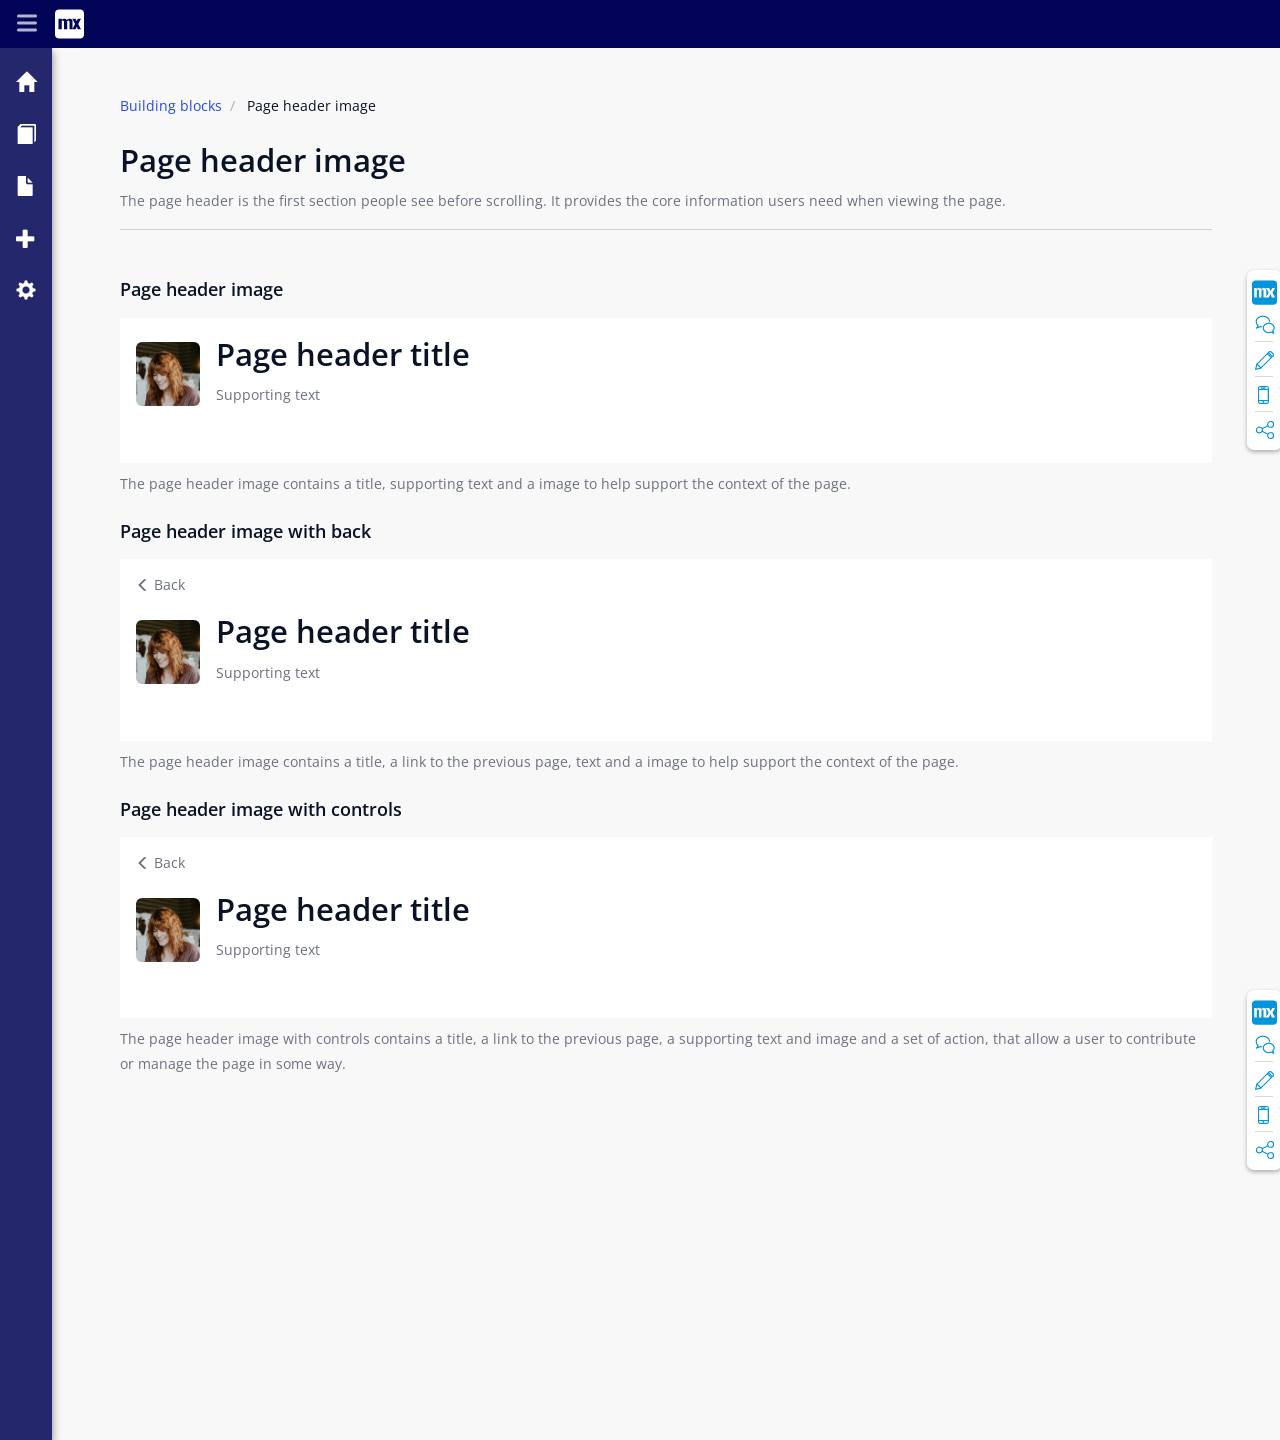 mx
Building blocks / Page header image
Page header image
The page header is the first section people see before scrolling. It provides the core information users need when viewing the page.
Page header image
mx
Page header title
Supporting text
The page header image contains a title, supporting text and a image to help support the context of the page.
Page header image with back
Back
Page header title
Supporting text
The page header image contains a title, a link to the previous page, text and a image to help support the context of the page.
Page header image with controls
Back
Page header title
Supporting text
mx
The page header image with controls contains a title, a link to the previous page, a supporting text and image and a set of action, that allow a user to contribute
or manage the page in some way.